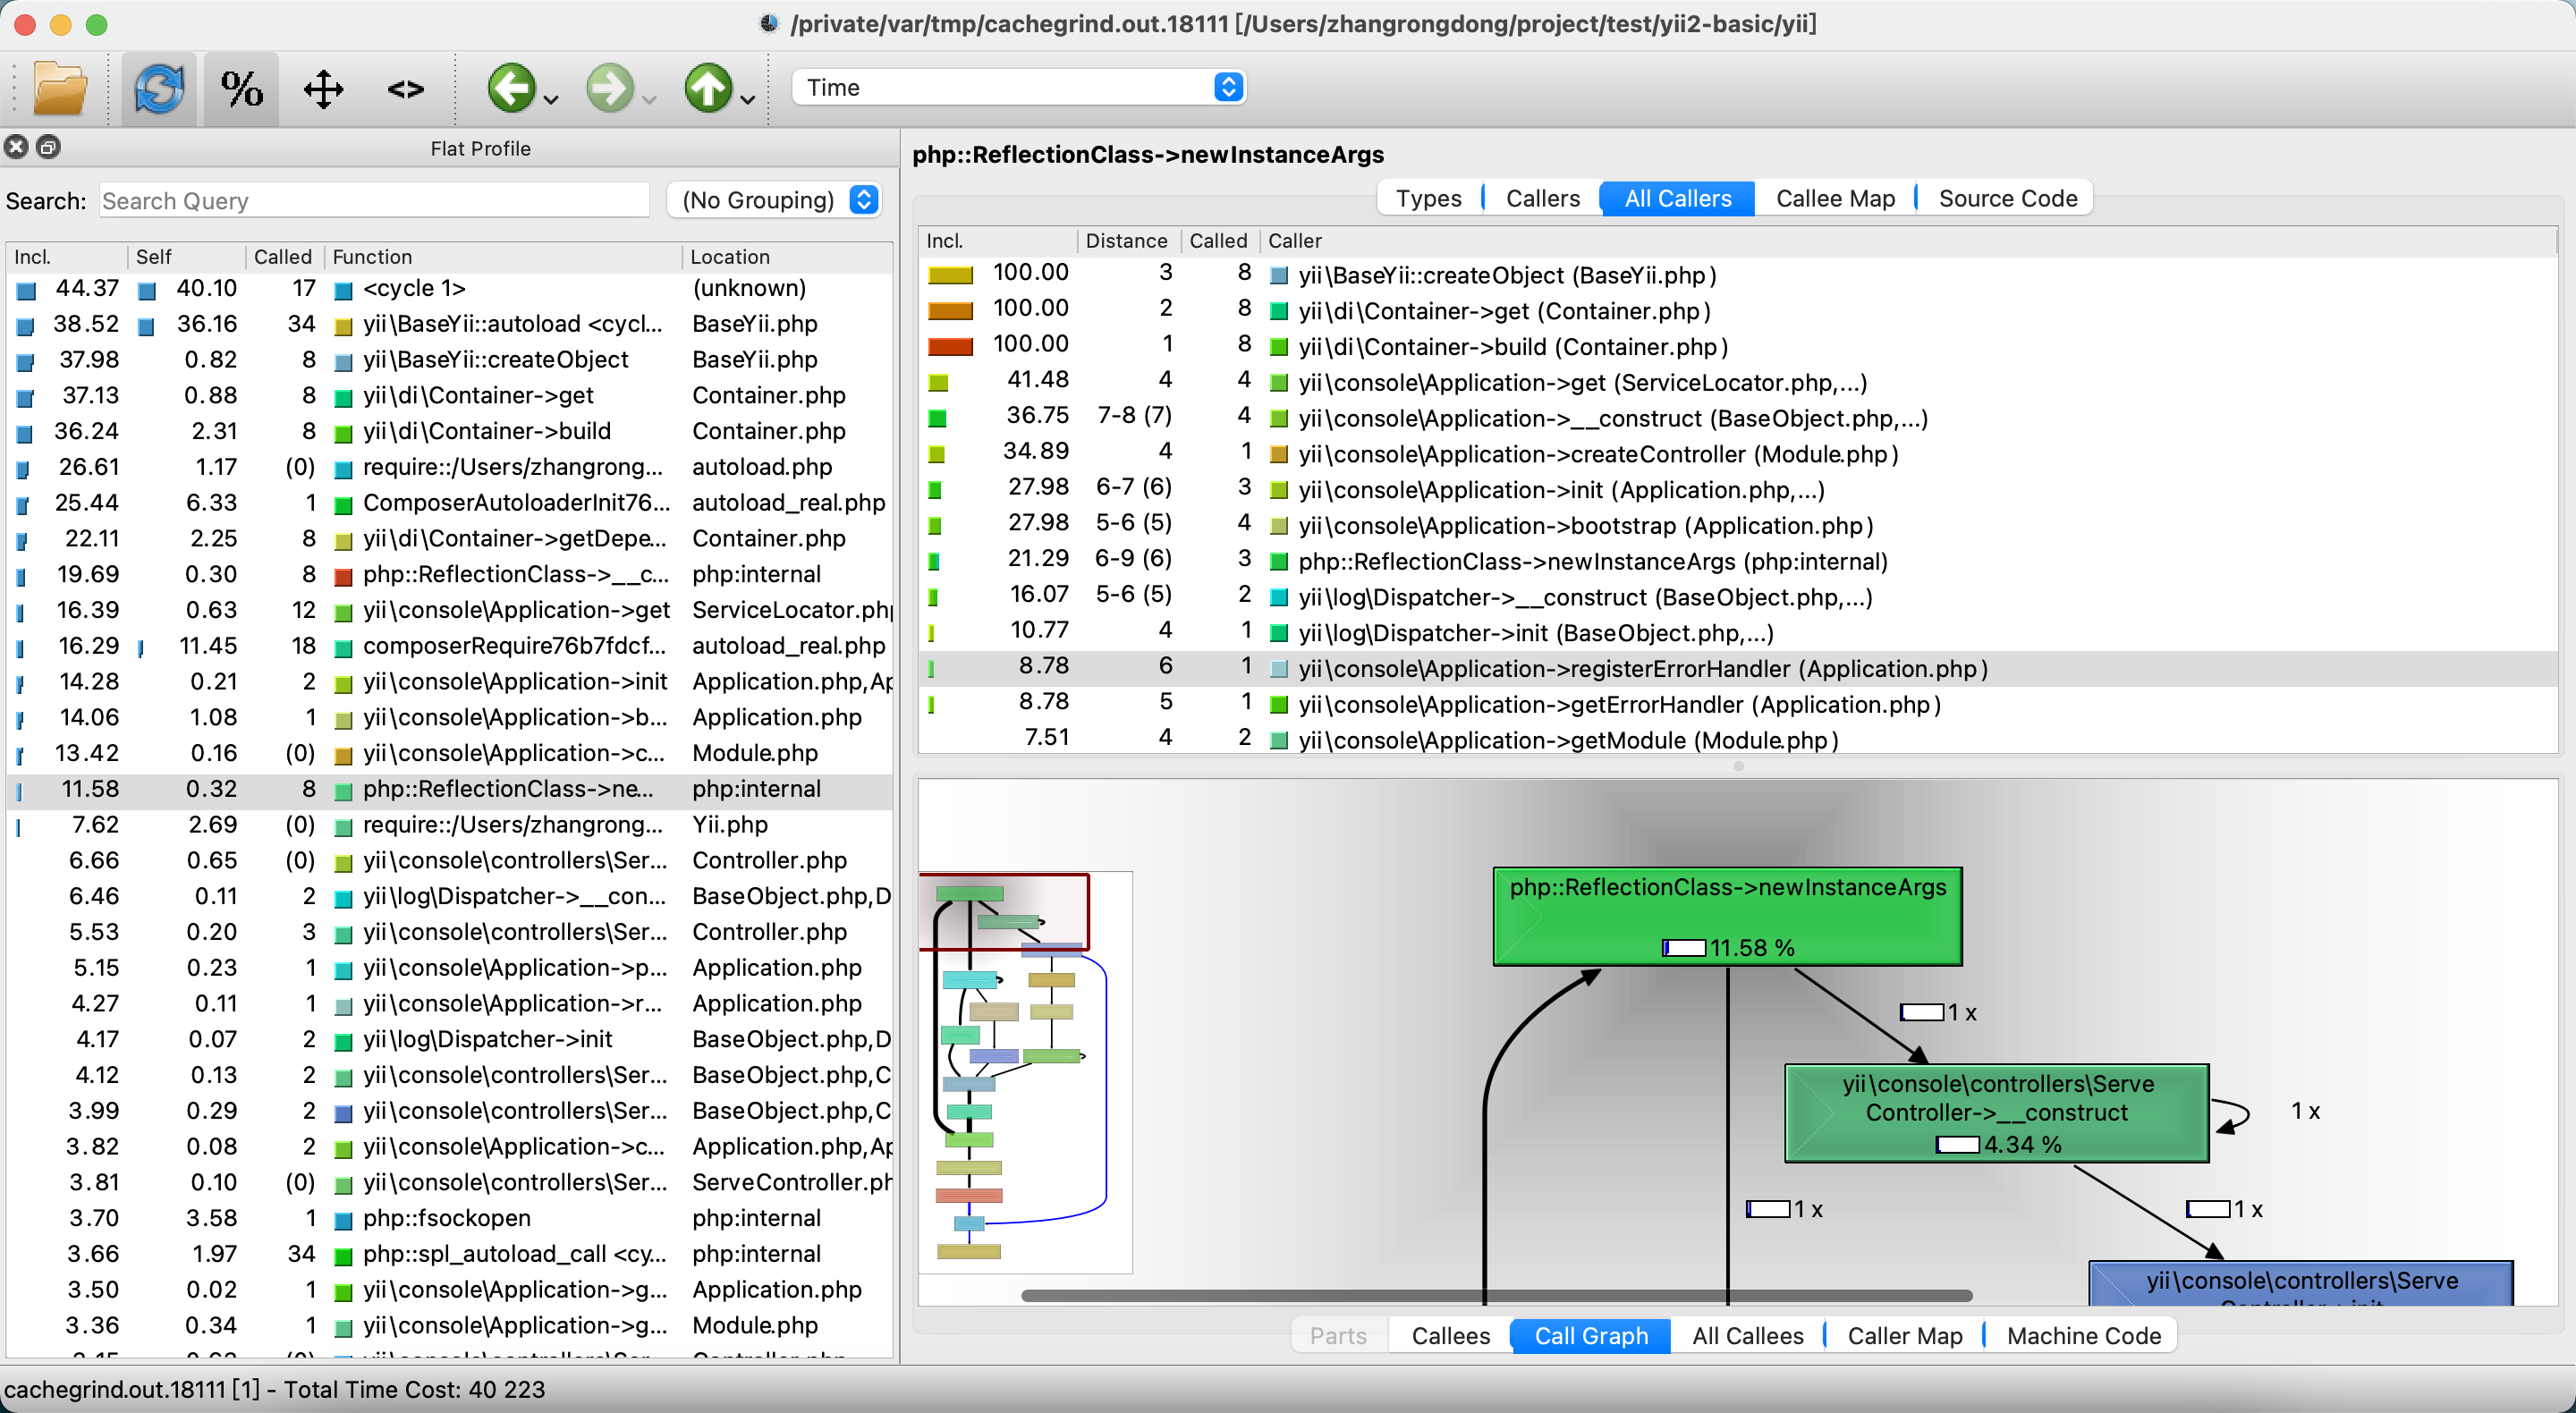 /private/var/tmp/cachegrind.out.18111 [/Users/zhangrongdong/project/test/yii2-basic/yii]
% <> Time
Flat Profile
Search: Search Query (No Grouping)
Incl. Self Called Function Location
44.37 40.10 17 <cycle 1> (unknown)
38.52 36.16 34 yii\BaseYii::autoload <cycl... BaseYii.php
37.98 0.82 8 yii\BaseYii::createObject BaseYii.php
37.13 0.88 8 yii\di\Container->get Container.php
36.24 2.31 8 yii\di\Container->build Container.php
26.61 1.17 (0) require::/Users/zhangrong... autoload.php
25.44 6.33 1 ComposerAutoloaderInit76... autoload_real.php
22.11 2.25 8 yii\di\Container->getDepe... Container.php
19.69 0.30 8 php::ReflectionClass->__c... php:internal
16.39 0.63 12 yii\console\Application->get ServiceLocator.php
16.29 11.45 18 composerRequire76b7fdcf... autoload_real.php
14.28 0.21 2 yii\console\Application->init Application.php,Ap
14.06 1.08 1 yii\console\Application->b... Application.php
13.42 0.16 (0) yii\console\Application->c... Module.php
11.58 0.32 8 php::ReflectionClass->ne... php:internal
7.62 2.69 (0) require::/Users/zhangrong... Yii.php
6.66 0.65 (0) yii\console\controllers\Ser... Controller.php
6.46 0.11 2 yii\log\Dispatcher->__con... BaseObject.php,D
5.53 0.20 3 yii\console\controllers\Ser... Controller.php
5.15 0.23 1 yii\console\Application->p... Application.php
4.27 0.11 1 yii\console\Application->r... Application.php
4.17 0.07 2 yii\log\Dispatcher->init BaseObject.php,D
4.12 0.13 2 yii\console\controllers\Ser... BaseObject.php,C
3.99 0.29 2 yii\console\controllers\Ser... BaseObject.php,C
3.82 0.08 2 yii\console\Application->c... Application.php,Ap
3.81 0.10 (0) yii\console\controllers\Ser... ServeController.ph
3.70 3.58 1 php::fsockopen php:internal
3.66 1.97 34 php::spl_autoload_call <cy... php:internal
3.50 0.02 1 yii\console\Application->g... Application.php
3.36 0.34 1 yii\console\Application->g... Module.php
php::ReflectionClass->newInstanceArgs
Types Callers All Callers Callee Map Source Code
Incl. Distance Called Caller
100.00 3 8 yii\BaseYii::createObject (BaseYii.php)
100.00 2 8 yii\di\Container->get (Container.php)
100.00 1 8 yii\di\Container->build (Container.php)
41.48 4 4 yii\console\Application->get (ServiceLocator.php,...)
36.75 7-8 (7) 4 yii\console\Application->__construct (BaseObject.php,...)
34.89 4 1 yii\console\Application->createController (Module.php)
27.98 6-7 (6) 3 yii\console\Application->init (Application.php,...)
27.98 5-6 (5) 4 yii\console\Application->bootstrap (Application.php)
21.29 6-9 (6) 3 php::ReflectionClass->newInstanceArgs (php:internal)
16.07 5-6 (5) 2 yii\log\Dispatcher->__construct (BaseObject.php,...)
10.77 4 1 yii\log\Dispatcher->init (BaseObject.php,...)
8.78 6 1 yii\console\Application->registerErrorHandler (Application.php)
8.78 5 1 yii\console\Application->getErrorHandler (Application.php)
7.51 4 2 yii\console\Application->getModule (Module.php)
php::ReflectionClass->newInstanceArgs
11.58 %
1 x
yii\console\controllers\Serve
Controller->__construct
4.34 %
1 x
1 x
1 x
yii\console\controllers\Serve
Parts Callees Call Graph All Callees Caller Map Machine Code
cachegrind.out.18111 [1] - Total Time Cost: 40 223